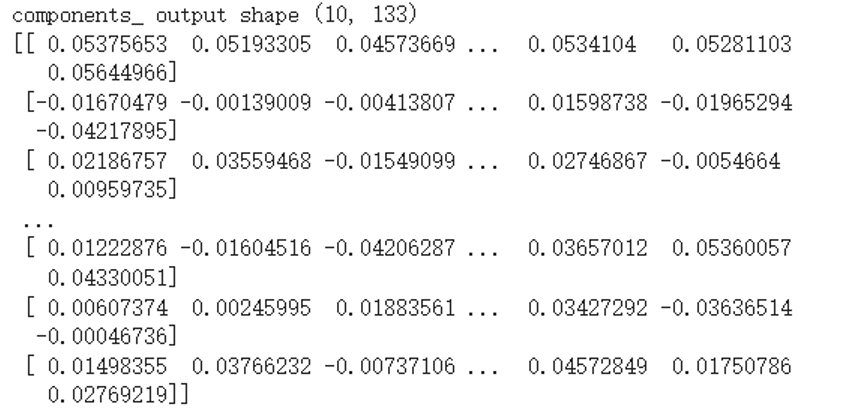 components_ output shape (10, 133)
[[ 0.05375653  0.05193305  0.04573669 ...  0.0534104   0.05281103
   0.05644966]
 [-0.01670479 -0.00139009 -0.00413807 ...  0.01598738 -0.01965294
  -0.04217895]
 [ 0.02186757  0.03559468 -0.01549099 ...  0.02746867 -0.0054664
   0.00959735]
 ...
 [ 0.01222876 -0.01604516 -0.04206287 ...  0.03657012  0.05360057
   0.04330051]
 [ 0.00607374  0.00245995  0.01883561 ...  0.03427292 -0.03636514
  -0.00046736]
 [ 0.01498355  0.03766232 -0.00737106 ...  0.04572849  0.01750786
   0.02769219]]